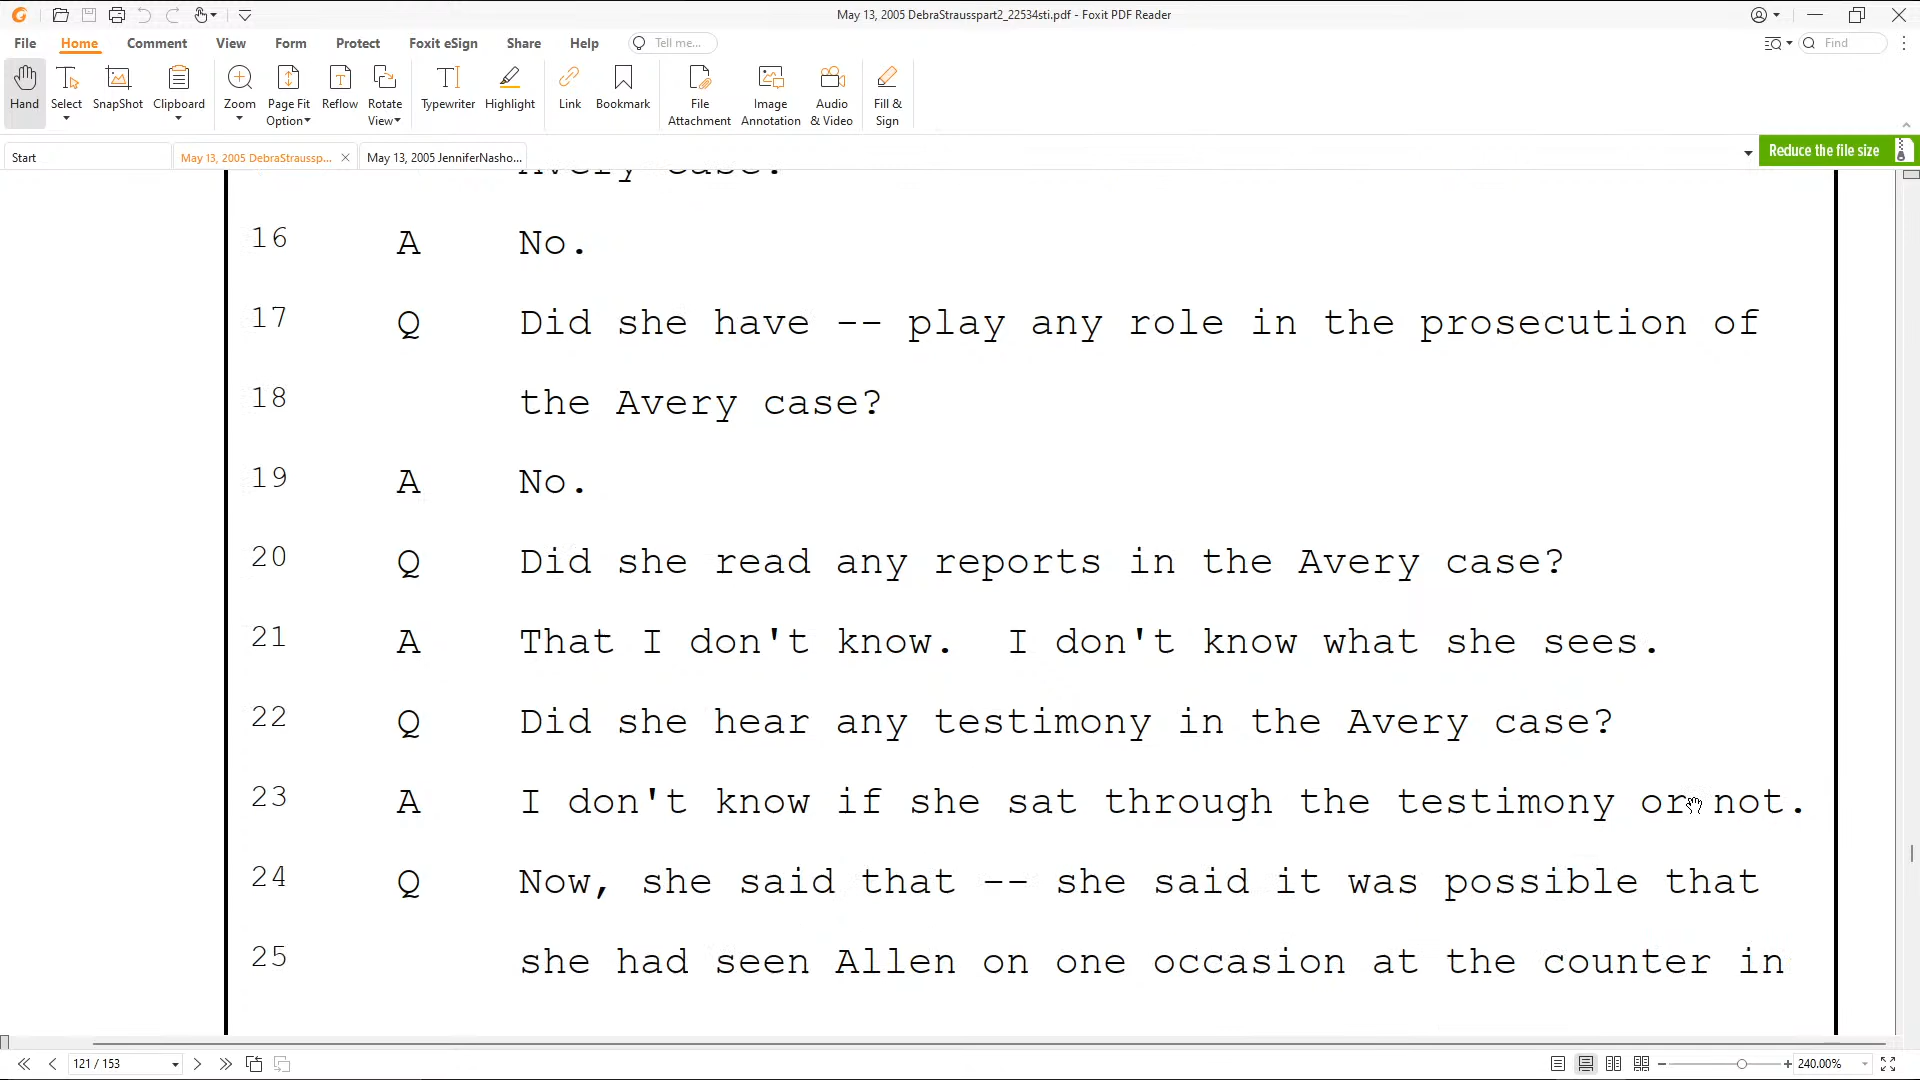 May 13, 2005 DebraStrausspart2_22534sti.pdf - Foxit PDF Reader
File Home Comment View Form Protect Foxit eSign Share Help Tell me... Find
Hand Select SnapShot Clipboard Zoom Page Fit Option Reflow Rotate View Typewriter Highlight Link Bookmark File Attachment Image Annotation Audio & Video Fill & Sign
Start May 13, 2005 DebraStraussp... May 13, 2005 JenniferNasho... Reduce the file size
Avery case?
16 A No.
17 Q Did she have -- play any role in the prosecution of
18 the Avery case?
19 A No.
20 Q Did she read any reports in the Avery case?
21 A That I don't know. I don't know what she sees.
22 Q Did she hear any testimony in the Avery case?
23 A I don't know if she sat through the testimony or not.
24 Q Now, she said that -- she said it was possible that
25 she had seen Allen on one occasion at the counter in
121 / 153 240.00%